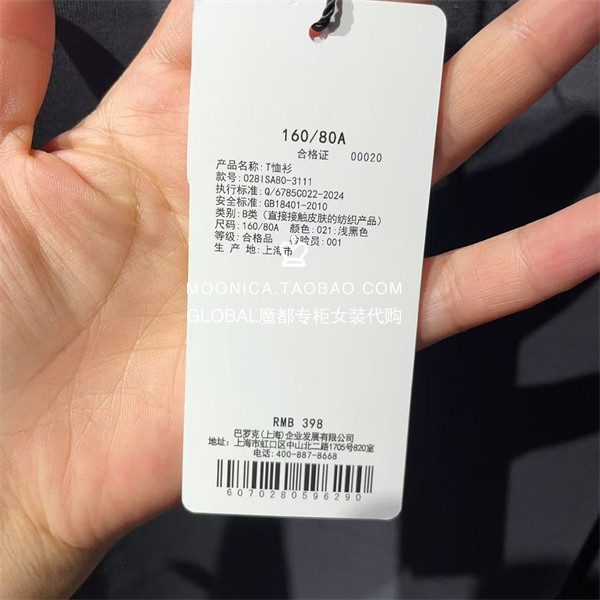 160/80A
合格证 00020
产品名称:T恤衫
款号:028ISA80-3111
执行标准:Q/6785C022-2024
安全标准:GB18401-2010
类别:B类(直接接触皮肤的纺织产品)
尺码:160/80A 颜色:021:浅黑色
等级:合格品 检验员:001
生 产 地:上海市
MOONICA.TAOBAO.COM
GLOBAL魔都专柜女装代购
RMB 398
巴罗克(上海)企业发展有限公司
地址:上海市虹口区中山北二路1705号820室
电话:400-887-8668
6070280596290